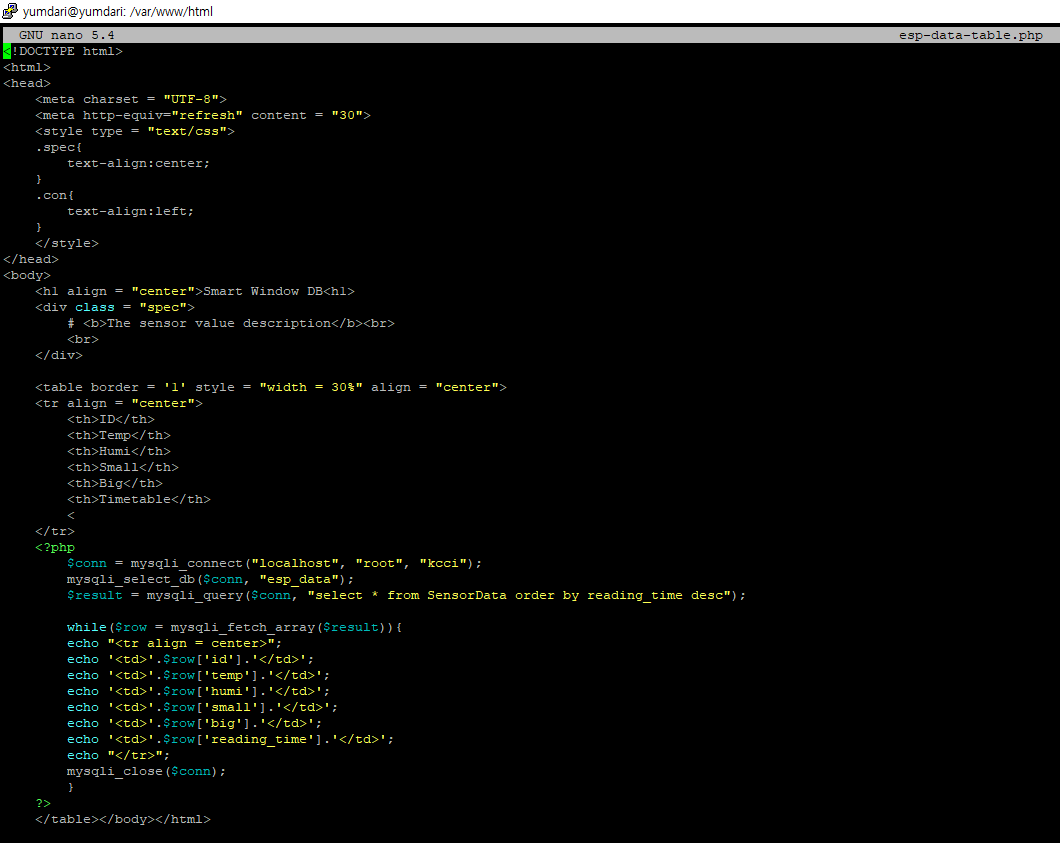 yumdari@yumdari: /var/www/html
GNU nano 5.4 esp-data-table.php
<!DOCTYPE html>
<html>
<head>
    <meta charset = "UTF-8">
    <meta http-equiv="refresh" content = "30">
    <style type = "text/css">
    .spec{
        text-align:center;
    }
    .con{
        text-align:left;
    }
    </style>
</head>
<body>
    <h1 align = "center">Smart Window DB<h1>
    <div class = "spec">
        # <b>The sensor value description</b><br>
        <br>
    </div>

    <table border = '1' style = "width = 30%" align = "center">
    <tr align = "center">
        <th>ID</th>
        <th>Temp</th>
        <th>Humi</th>
        <th>Small</th>
        <th>Big</th>
        <th>Timetable</th>
        <
    </tr>
    <?php
        $conn = mysqli_connect("localhost", "root", "kcci");
        mysqli_select_db($conn, "esp_data");
        $result = mysqli_query($conn, "select * from SensorData order by reading_time desc");

        while($row = mysqli_fetch_array($result)){
        echo "<tr align = center>";
        echo '<td>'.$row['id'].'</td>';
        echo '<td>'.$row['temp'].'</td>';
        echo '<td>'.$row['humi'].'</td>';
        echo '<td>'.$row['small'].'</td>';
        echo '<td>'.$row['big'].'</td>';
        echo '<td>'.$row['reading_time'].'</td>';
        echo "</tr>";
        mysqli_close($conn);
        }
    ?>
    </table></body></html>